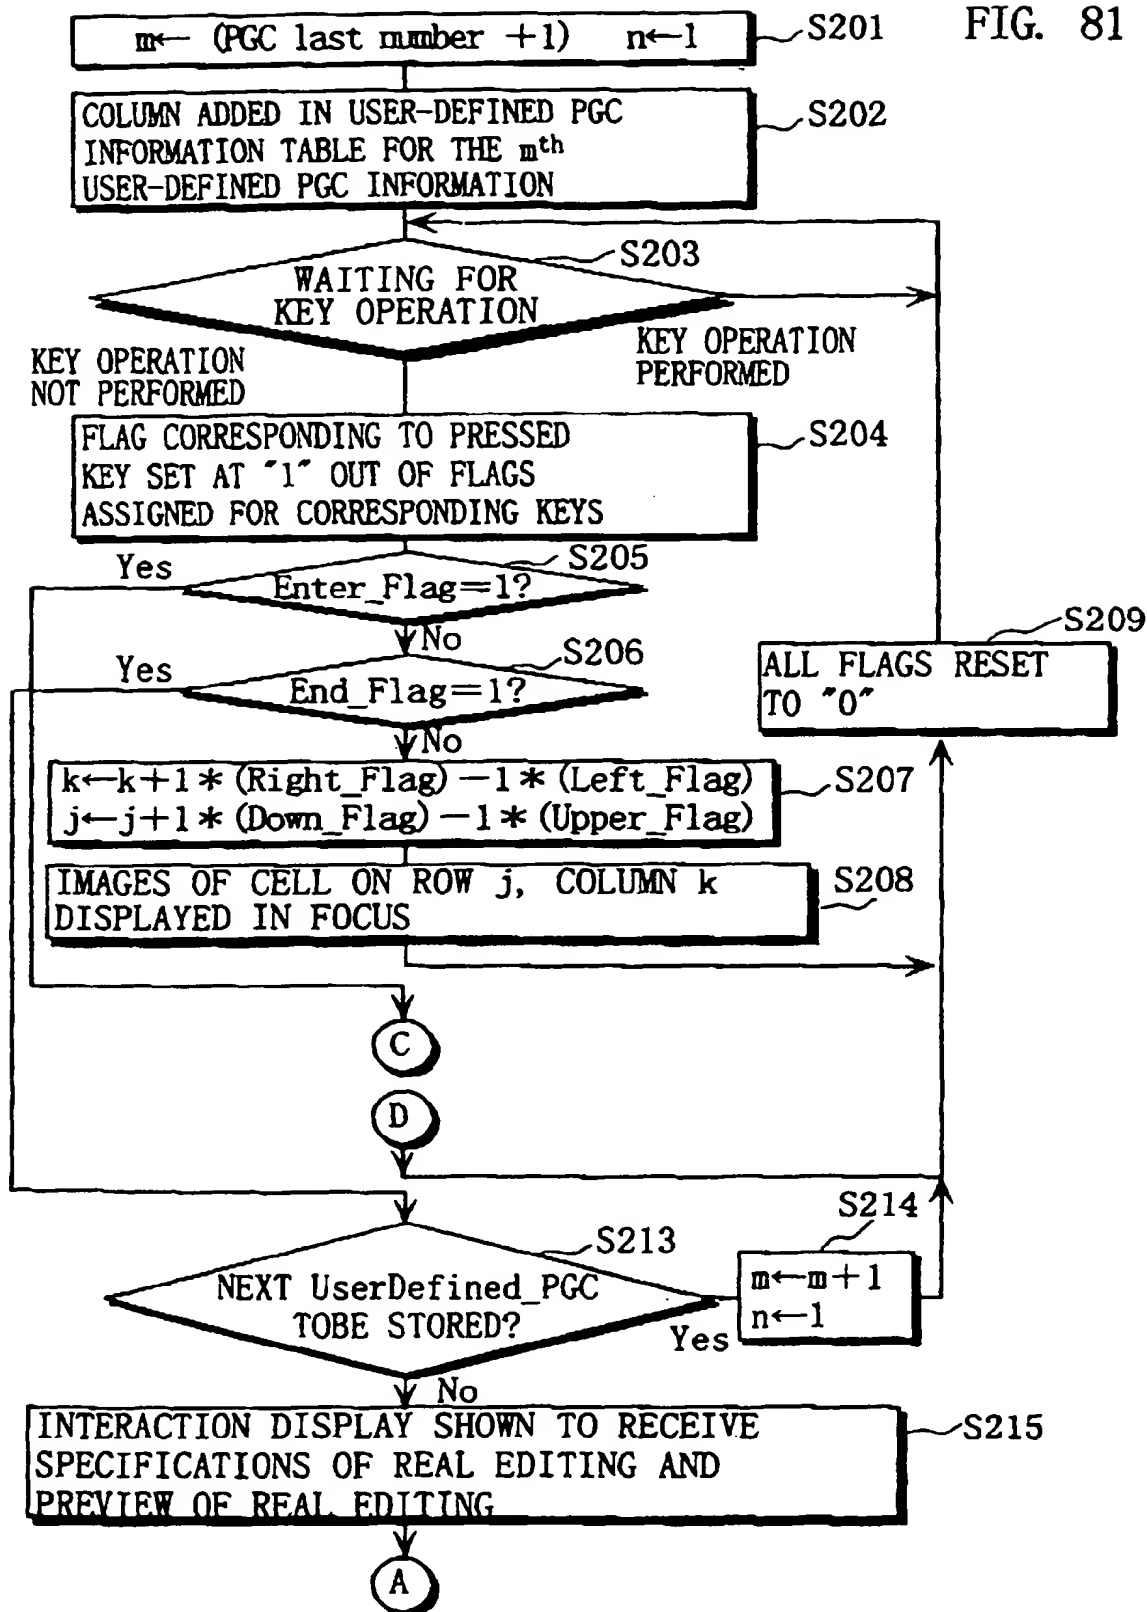 FIG. 81
m← (PGC last number +1) n←1
S201
COLUMN ADDED IN USER-DEFINED PGC
INFORMATION TABLE FOR THE mth
USER-DEFINED PGC INFORMATION
S202
S203
WAITING FOR
KEY OPERATION
KEY OPERATION
NOT PERFORMED
KEY OPERATION
PERFORMED
FLAG CORRESPONDING TO PRESSED
KEY SET AT "1" OUT OF FLAGS
ASSIGNED FOR CORRESPONDING KEYS
S204
Yes
S205
Enter_Flag=1?
No
Yes
S206
End_Flag=1?
No
S209
ALL FLAGS RESET
TO "0"
k←k+1*(Right_Flag)-1*(Left_Flag)
j←j+1*(Down_Flag)-1*(Upper_Flag)
S207
IMAGES OF CELL ON ROW j, COLUMN k
DISPLAYED IN FOCUS
S208
C
D
S213
NEXT UserDefined_PGC
TOBE STORED?
Yes
S214
m←m+1
n←1
No
INTERACTION DISPLAY SHOWN TO RECEIVE
SPECIFICATIONS OF REAL EDITING AND
PREVIEW OF REAL EDITING
S215
A